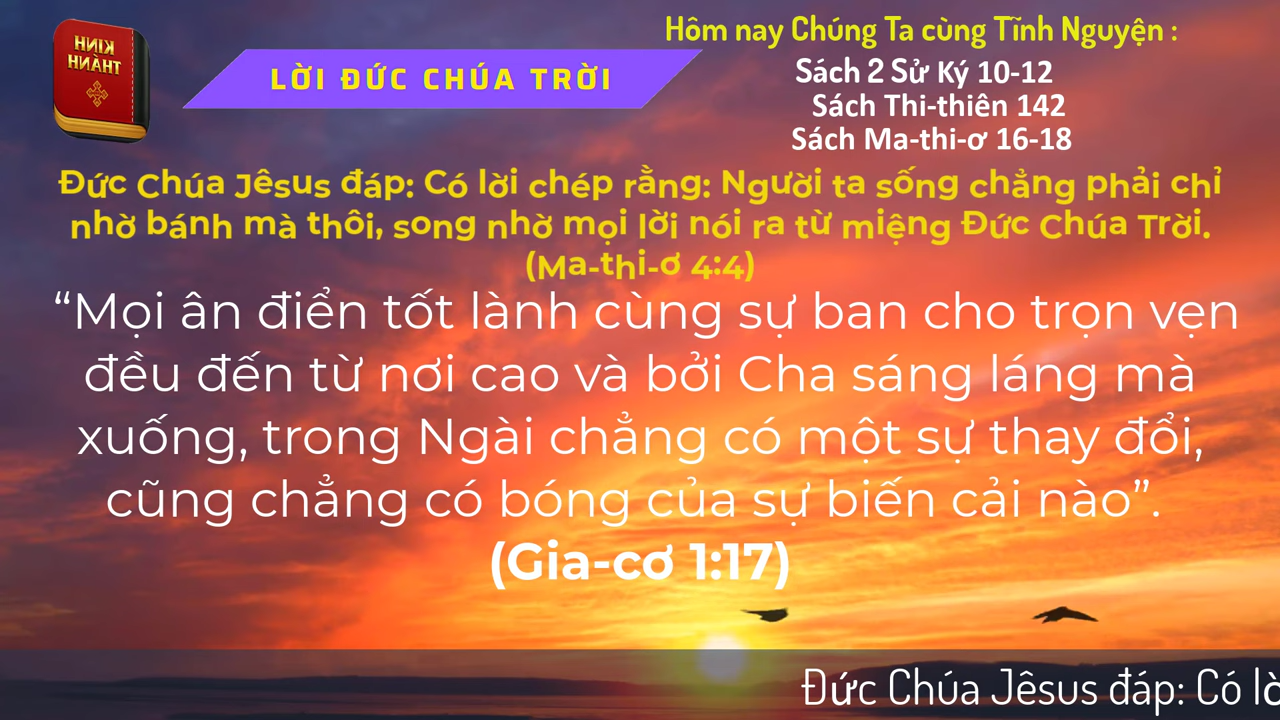 KINH
THÁNH
LỜI ĐỨC CHÚA TRỜI
Hôm nay Chúng Ta cùng Tĩnh Nguyện :
Sách 2 Sử Ký 10-12
Sách Thi-thiên 142
Sách Ma-thi-ơ 16-18
Đức Chúa Jêsus đáp: Có lời chép rằng: Người ta sống chẳng phải chỉ
nhờ bánh mà thôi, song nhờ mọi lời nói ra từ miệng Đức Chúa Trời.
(Ma-thi-ơ 4:4)
“Mọi ân điển tốt lành cùng sự ban cho trọn vẹn
đều đến từ nơi cao và bởi Cha sáng láng mà
xuống, trong Ngài chẳng có một sự thay đổi,
cũng chẳng có bóng của sự biến cải nào”.
(Gia-cơ 1:17)
Đức Chúa Jêsus đáp: Có lờ